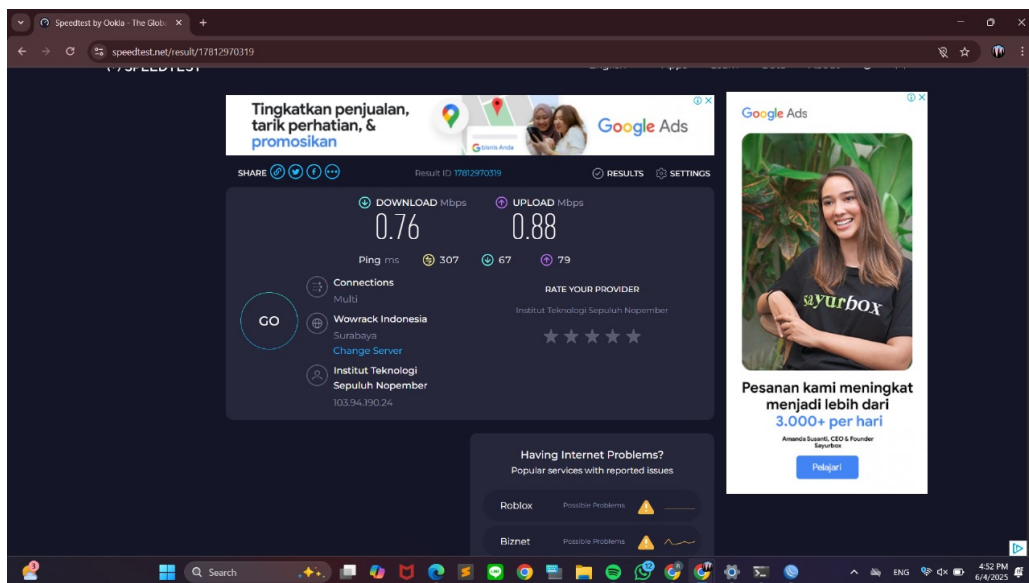 Speedtest by Ookla - The Glob
speedtest.net/result/17812970319
SPEEDTEST
Tingkatkan penjualan,
tarik perhatian, &
promosikan
G bisnis Anda
Google Ads
SHARE
Result ID 17812970319
RESULTS
SETTINGS
DOWNLOAD Mbps
UPLOAD Mbps
0.76
0.88
Ping ms 307 67 79
GO
Connections
Multi
Wowrack Indonesia
Surabaya
Change Server
Institut Teknologi
Sepuluh Nopember
103.94.190.24
RATE YOUR PROVIDER
Institut Teknologi Sepuluh Nopember
Having Internet Problems?
Popular services with reported issues
Roblox Possible Problems
Biznet Possible Problems
Google Ads
sayurbox
Pesanan kami meningkat
menjadi lebih dari
3.000+ per hari
Amanda Susanti, CEO & Founder
Sayurbox
Pelajari
3
Search
ENG
4:52 PM
6/4/2025